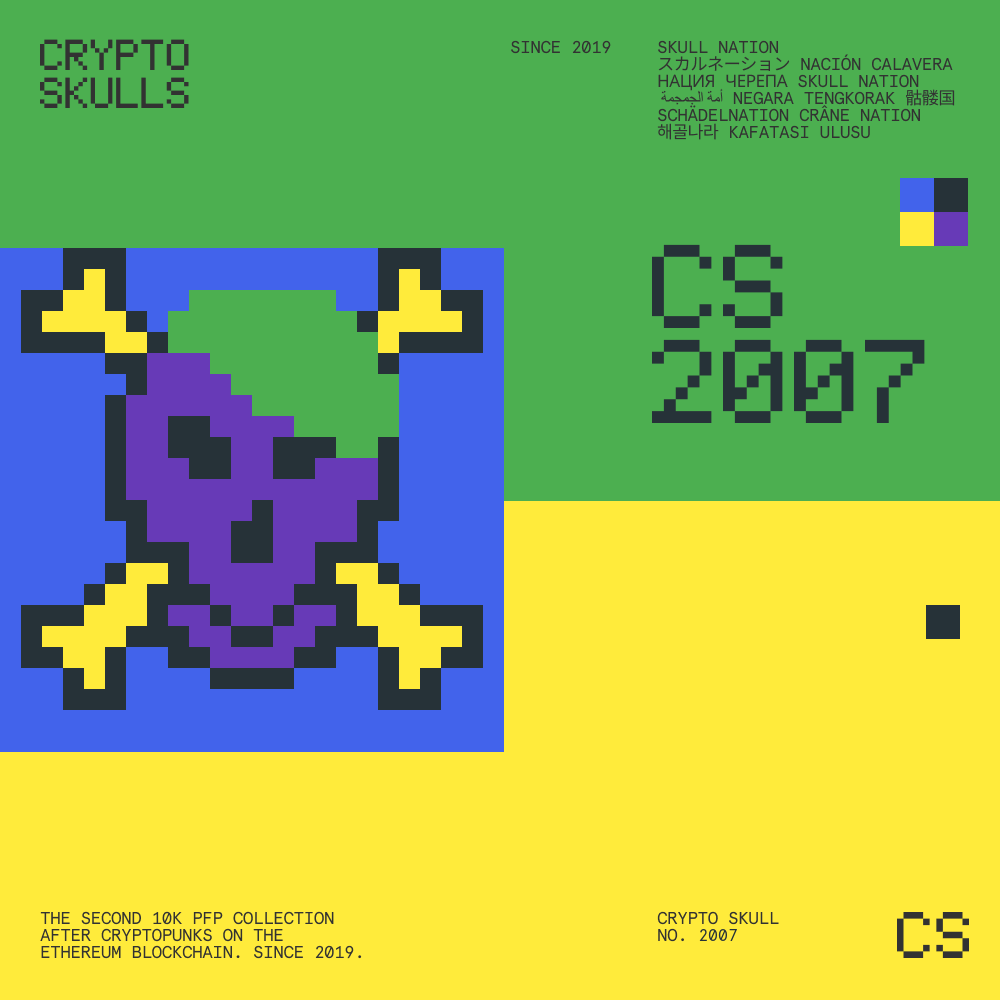 CRYPTO
SKULLS
SINCE 2019
SKULL NATION
スカルネーション NACIÓN CALAVERA
НАЦИЯ ЧЕРЕПА SKULL NATION
أمة الجمجمة NEGARA TENGKORAK 骷髅国
SCHÄDELNATION CRÂNE NATION
해골나라 KAFATASI ULUSU
CS
2007
THE SECOND 10K PFP COLLECTION
AFTER CRYPTOPUNKS ON THE
ETHEREUM BLOCKCHAIN. SINCE 2019.
CRYPTO SKULL
NO. 2007
CS